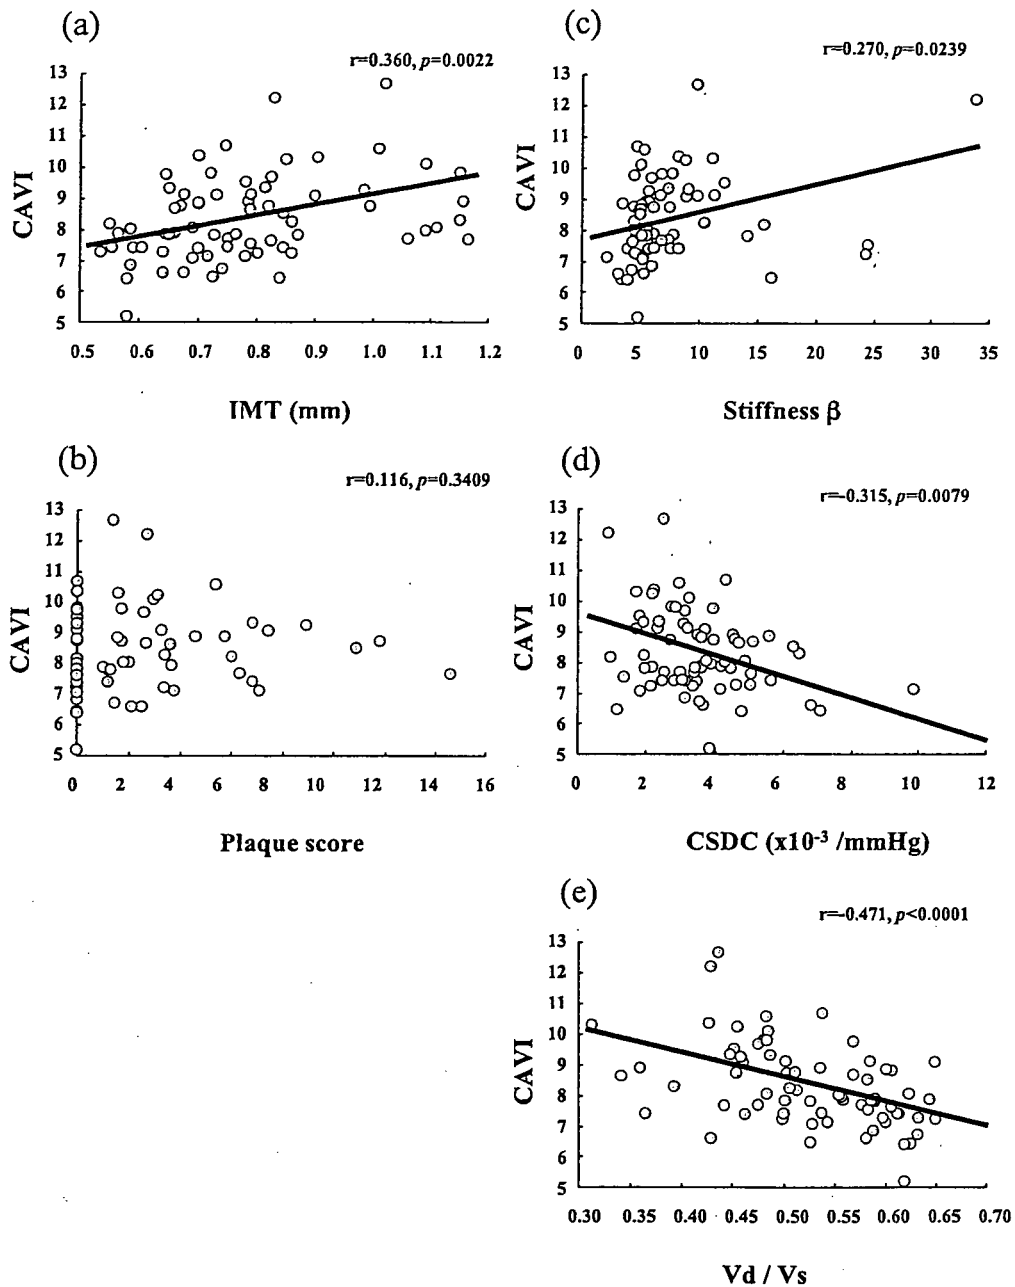 (a)
r=0.360, p=0.0022
13
12
11
10
9
8
7
6
5
CAVI
0.5 0.6 0.7 0.8 0.9 1.0 1.1 1.2
IMT (mm)
(c)
r=0.270, p=0.0239
13
12
11
10
9
8
7
6
5
CAVI
0 5 10 15 20 25 30 35
Stiffness β
(b)
r=0.116, p=0.3409
13
12
11
10
9
8
7
6
5
CAVI
0 2 4 6 8 10 12 14 16
Plaque score
(d)
r=-0.315, p=0.0079
13
12
11
10
9
8
7
6
5
CAVI
0 2 4 6 8 10 12
CSDC (x10⁻³ /mmHg)
(e)
r=-0.471, p<0.0001
13
12
11
10
9
8
7
6
5
CAVI
0.30 0.35 0.40 0.45 0.50 0.55 0.60 0.65 0.70
Vd / Vs